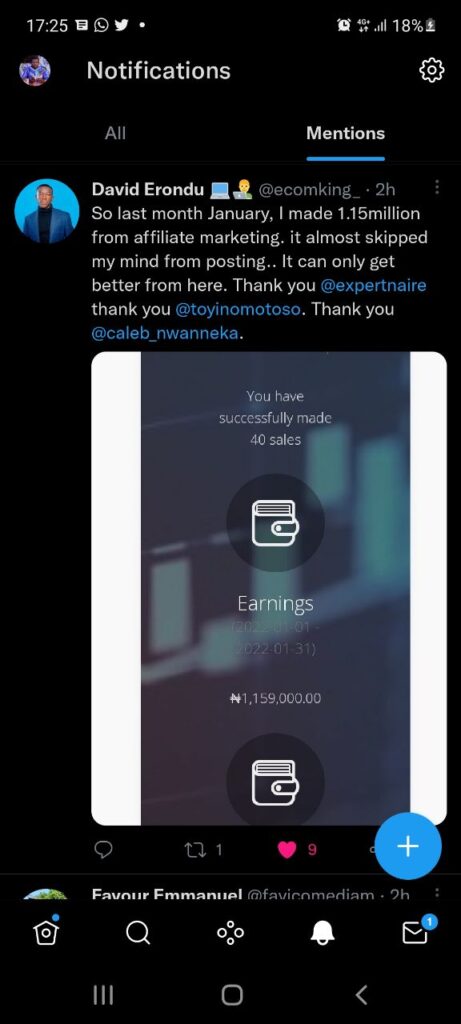 17:25
4G+ 18%
Notifications
All
Mentions
David Erondu 💻👨‍💼 @ecomking_ · 2h
So last month January, I made 1.15million
from affiliate marketing. it almost skipped
my mind from posting.. It can only get
better from here. Thank you @expertnaire
thank you @toyinomotoso. Thank you
@caleb_nwanneka.
You have
successfully made
40 sales
Earnings
(2022-01-01 -
2022-01-31)
₦1,159,000.00
1
9
Favour Emmanuel @favicomediam · 2h
1